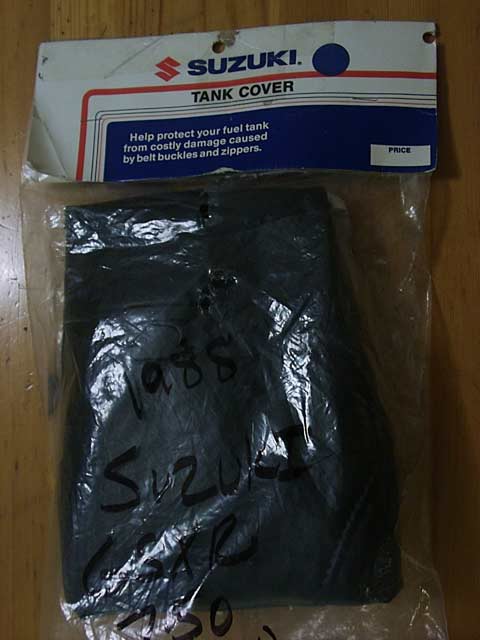 SUZUKI.
TANK COVER
Help protect your fuel tank
from costly damage caused
by belt buckles and zippers.
PRICE
1988
SUZUKI
GSXR
750